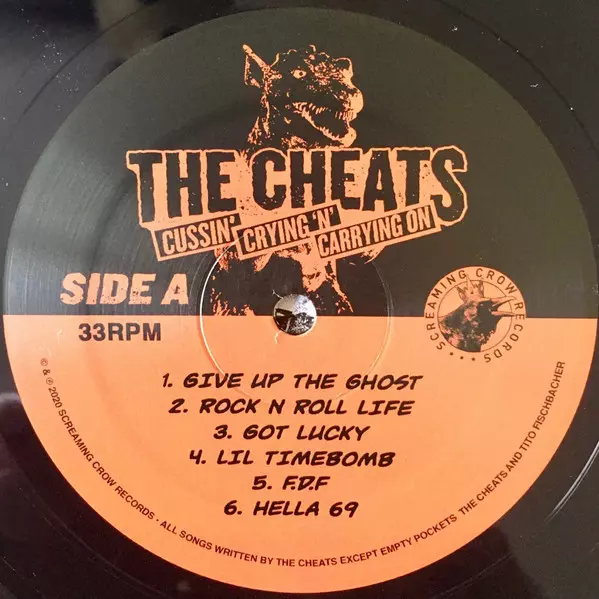 THE CHEATS
CUSSIN' CRYING 'N' CARRYING ON
SIDE A
33RPM
SCREAMING CROW RECORDS
1. GIVE UP THE GHOST
2. ROCK N ROLL LIFE
3. GOT LUCKY
4. LIL TIMEBOMB
5. F.D.F
6. HELLA 69
© & ℗ 2020 SCREAMING CROW RECORDS - ALL SONGS WRITTEN BY THE CHEATS EXCEPT EMPTY POCKETS THE CHEATS AND TITO FISCHBACHER